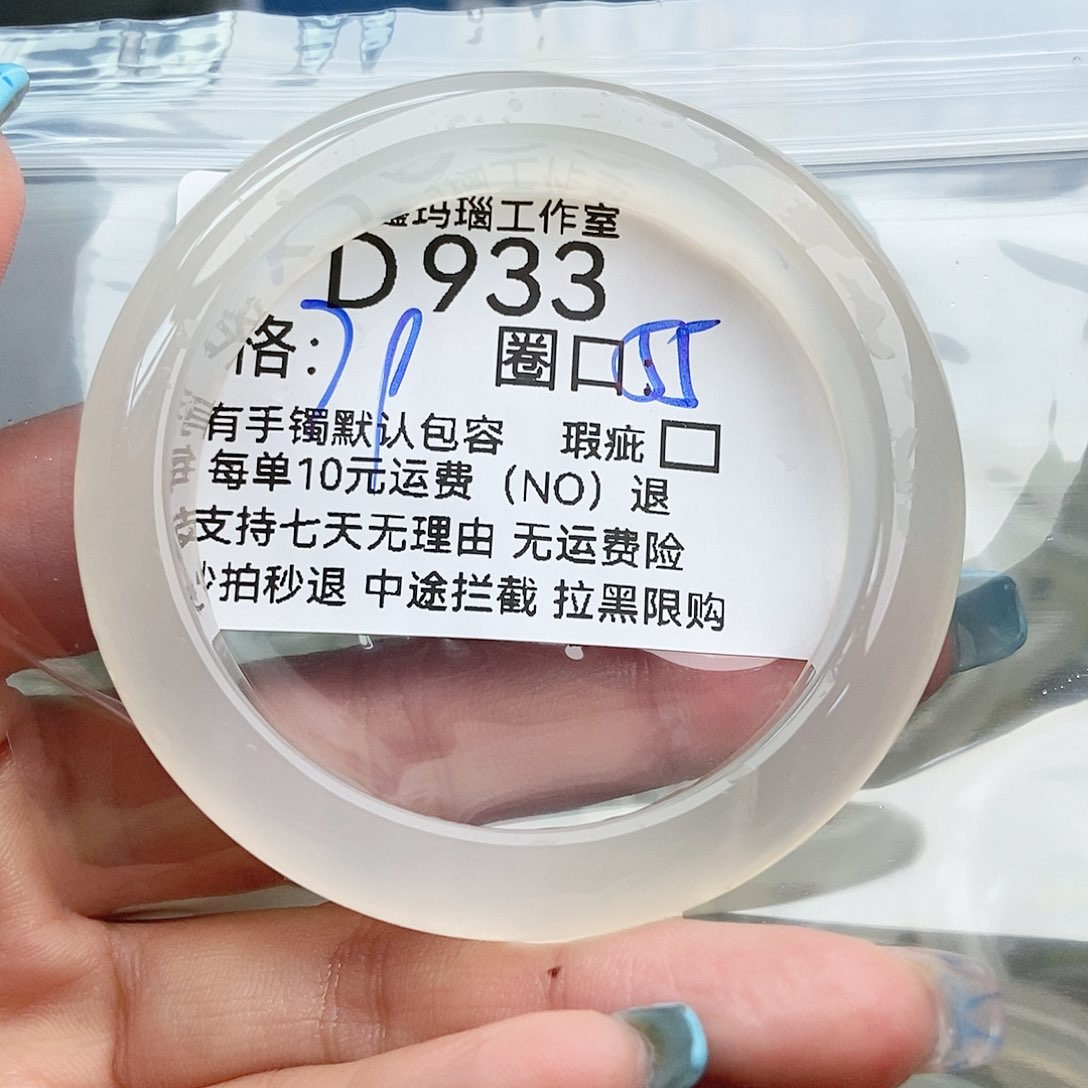 玛瑙工作室
D933
格: 圈口: 55
有手镯默认包容 瑕疵
每单10元运费 (NO) 退
支持七天无理由 无运费险
秒拍秒退 中途拦截 拉黑限购